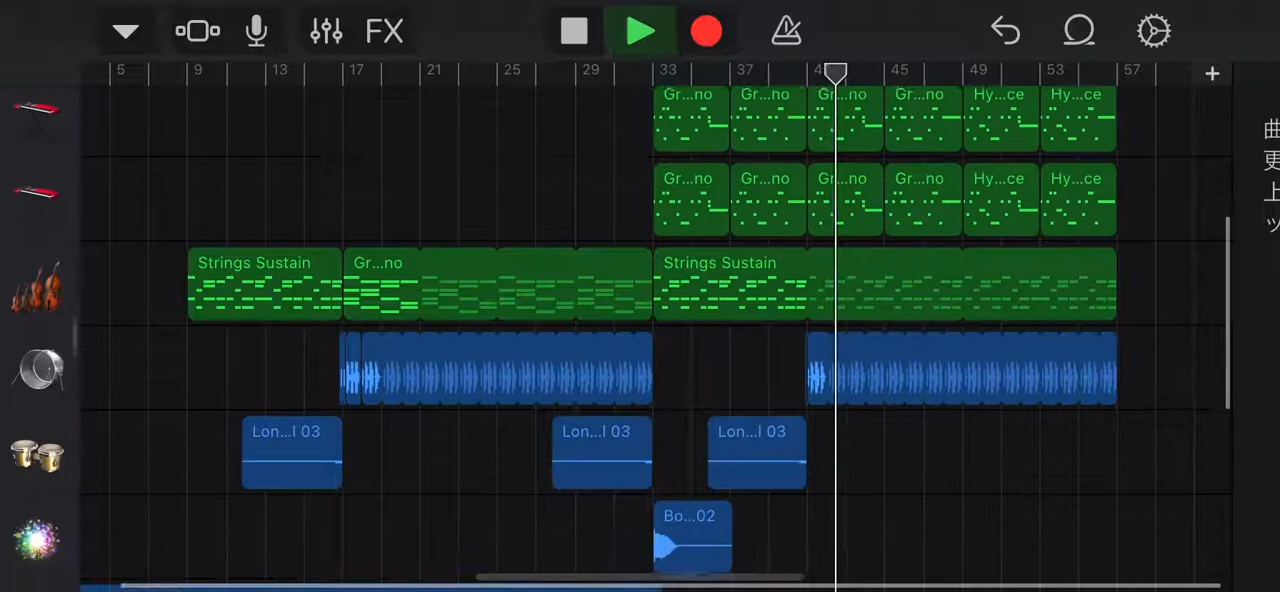 FX
5 9 13 17 21 25 29 33 37 45 49 53 57 +
曲
更
上
ッ
Gr...no Gr...no Gr...no Gr...no Hy...ce Hy...ce
Gr...no Gr...no Gr...no Gr...no Hy...ce Hy...ce
Strings Sustain Gr...no Strings Sustain
Lon...l 03 Lon...l 03 Lon...l 03
Bo...02